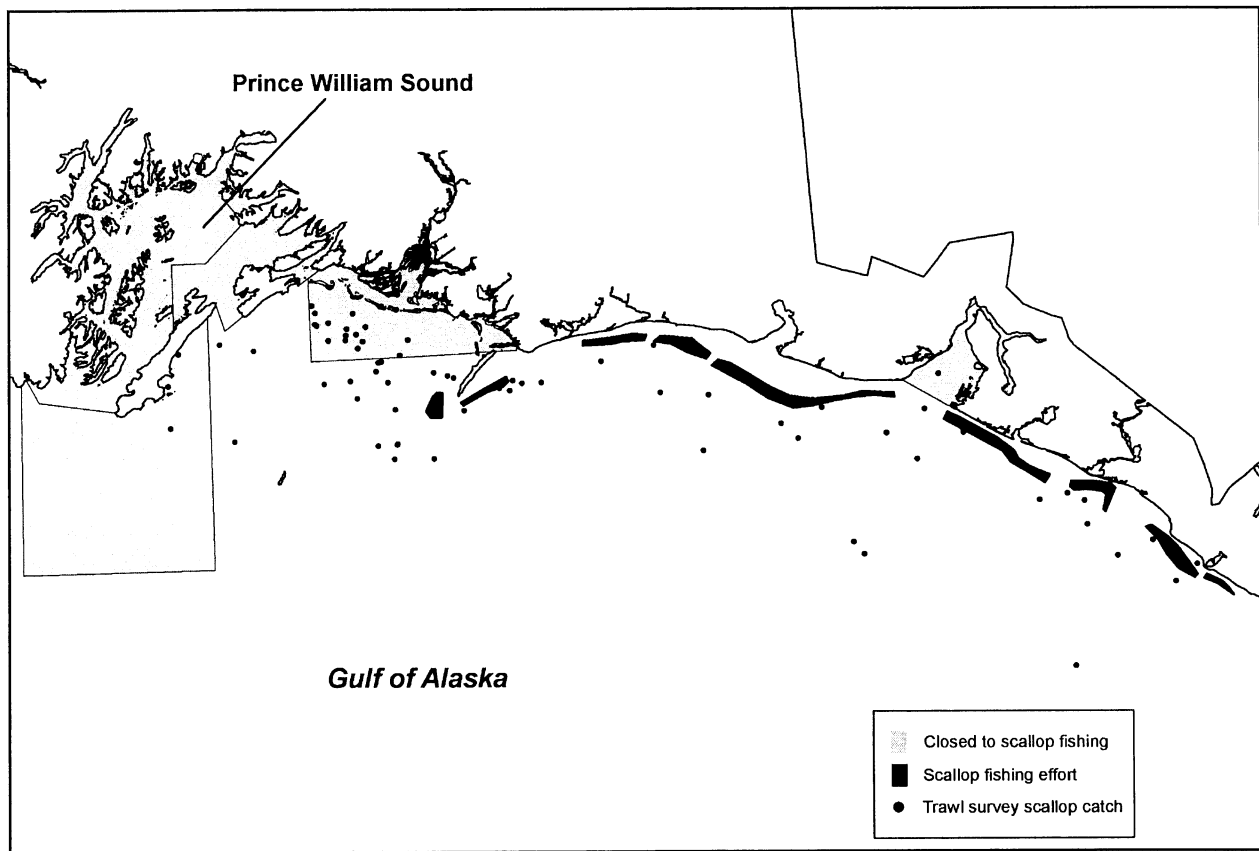 Prince William Sound
Gulf of Alaska
Closed to scallop fishing
Scallop fishing effort
Trawl survey scallop catch